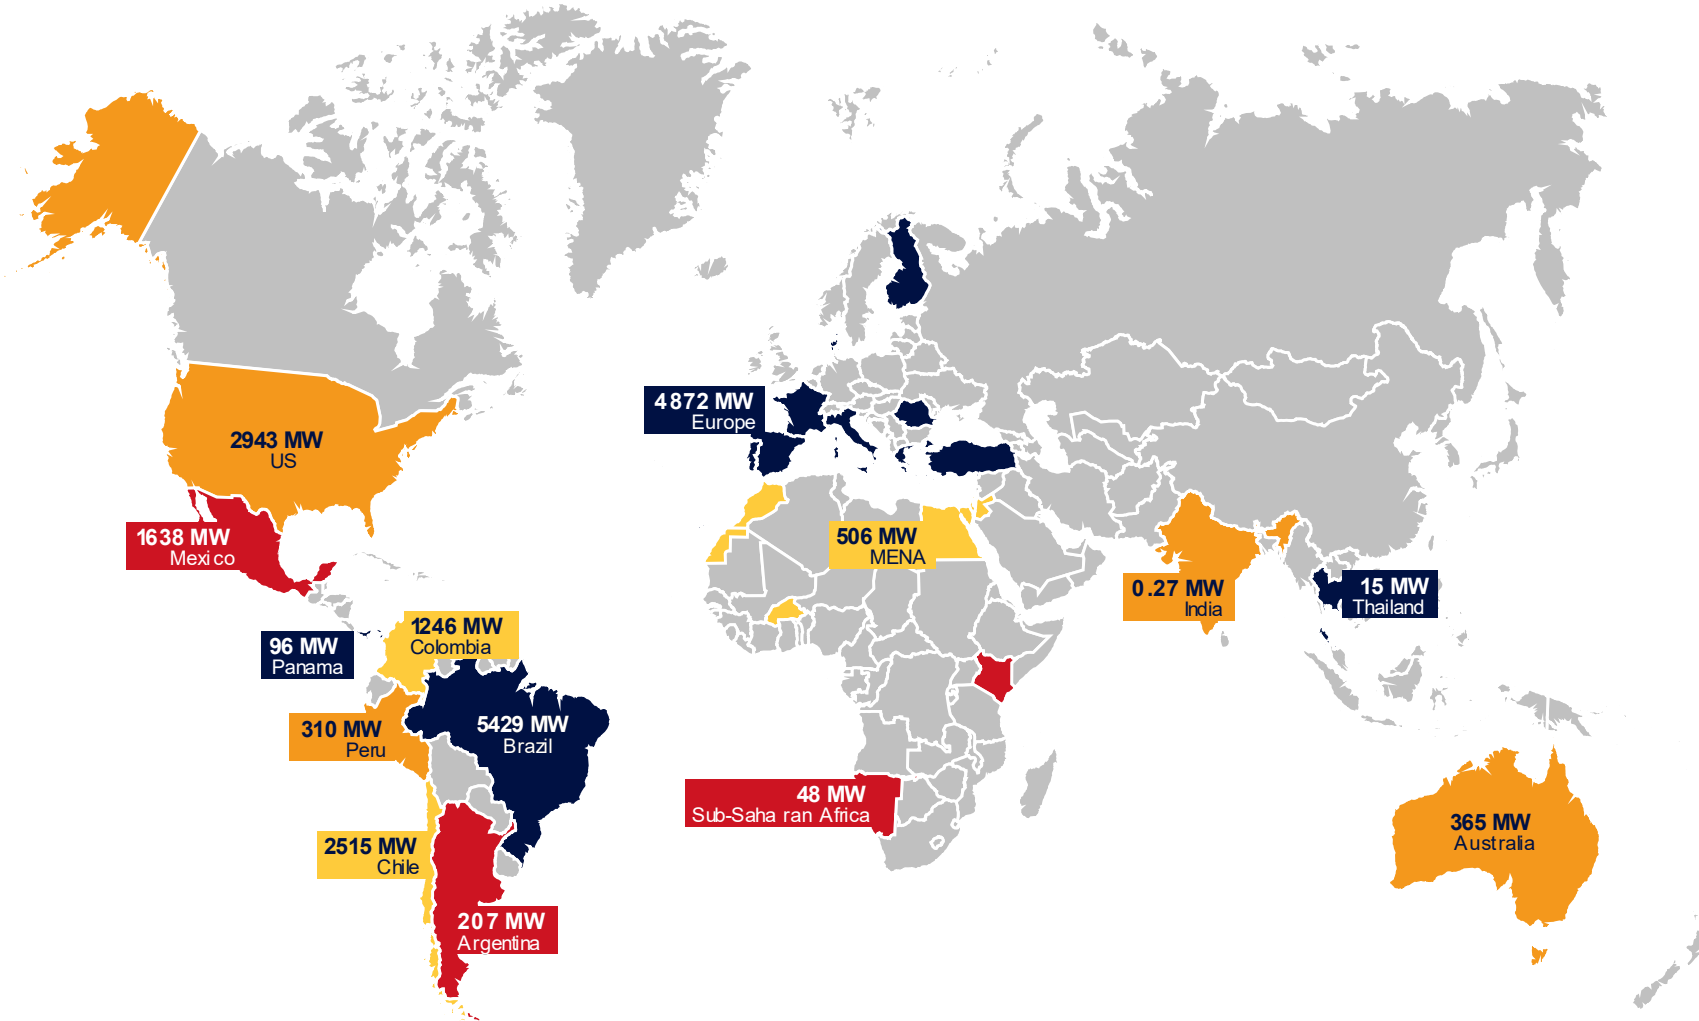 4872 MW
Europe
2943 MW
US
1638 MW
Mexico
506 MW
MENA
0.27 MW
India
15 MW
Thailand
1246 MW
Colombia
96 MW
Panama
310 MW
Peru
5429 MW
Brazil
48 MW
Sub-Saha ran Africa
365 MW
Australia
2515 MW
Chile
207 MW
Argentina